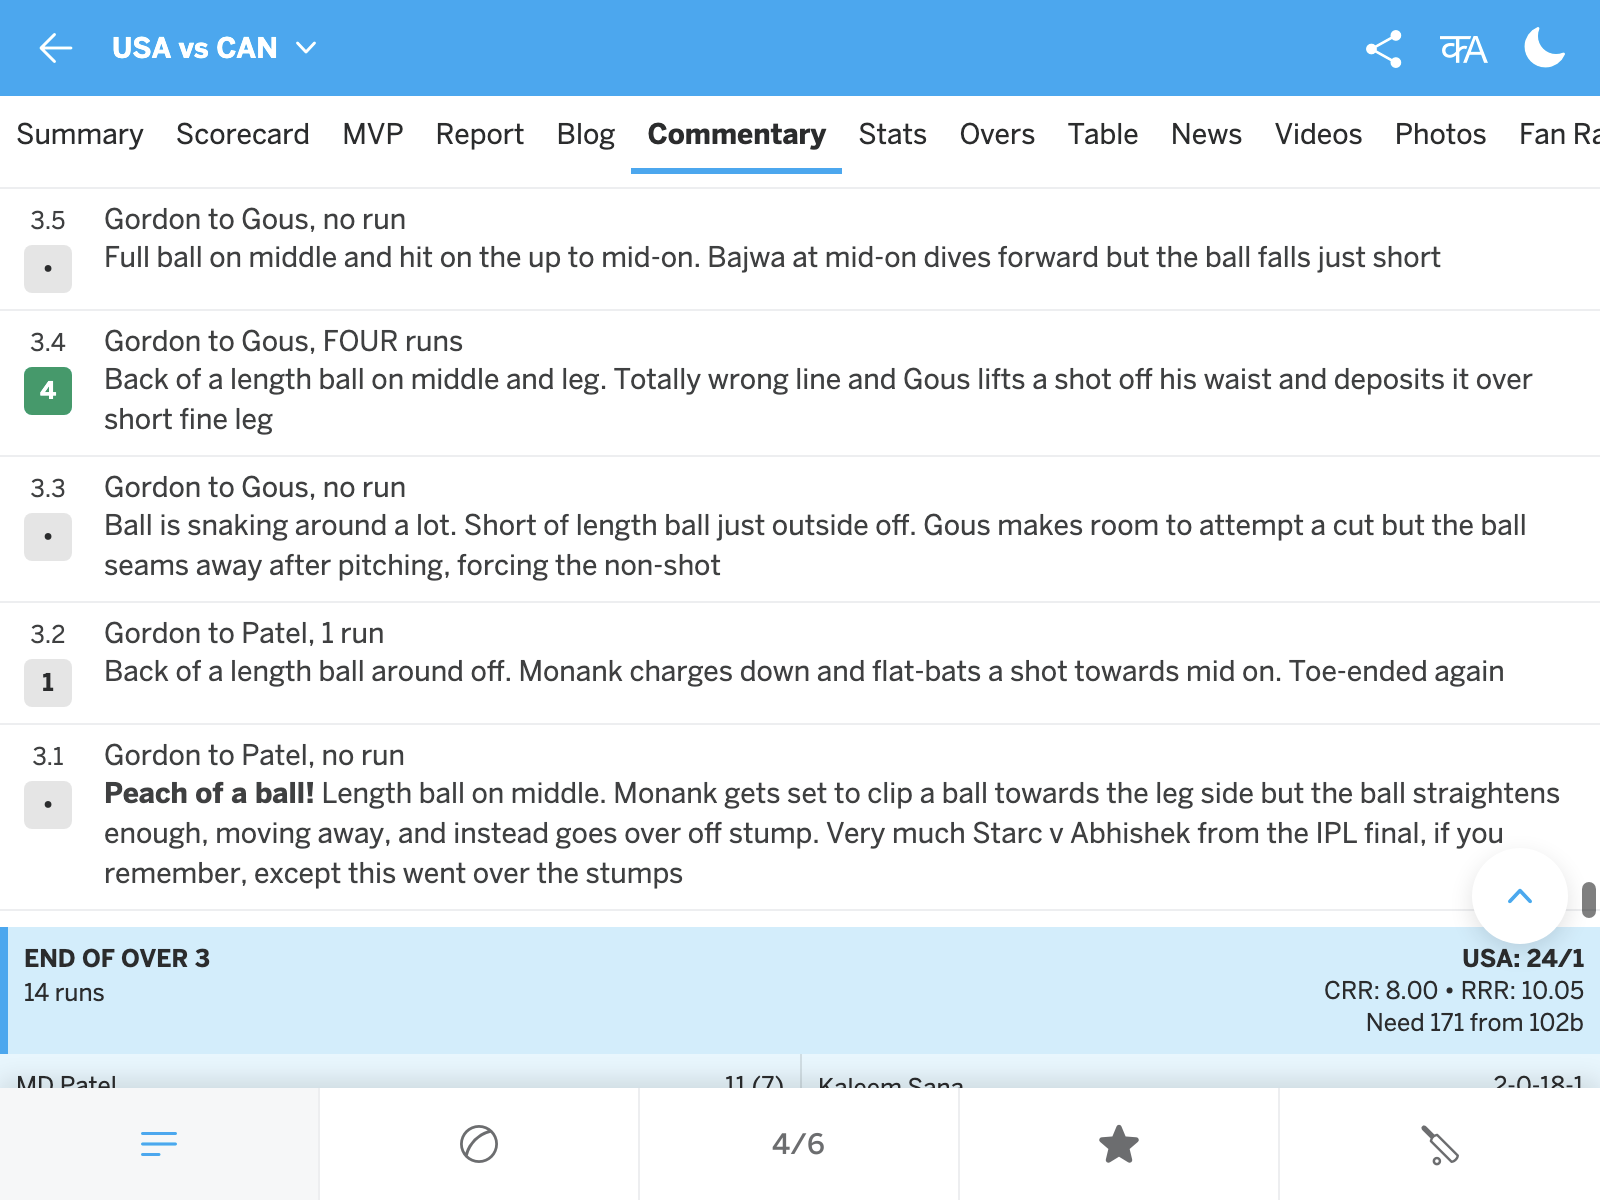 USA vs CAN
Summary Scorecard MVP Report Blog Commentary Stats Overs Table News Videos Photos Fan Ra
3.5
Gordon to Gous, no run
•
Full ball on middle and hit on the up to mid-on. Bajwa at mid-on dives forward but the ball falls just short
3.4
Gordon to Gous, FOUR runs
4
Back of a length ball on middle and leg. Totally wrong line and Gous lifts a shot off his waist and deposits it over
short fine leg
3.3
Gordon to Gous, no run
•
Ball is snaking around a lot. Short of length ball just outside off. Gous makes room to attempt a cut but the ball
seams away after pitching, forcing the non-shot
3.2
Gordon to Patel, 1 run
1
Back of a length ball around off. Monank charges down and flat-bats a shot towards mid on. Toe-ended again
3.1
Gordon to Patel, no run
•
Peach of a ball! Length ball on middle. Monank gets set to clip a ball towards the leg side but the ball straightens
enough, moving away, and instead goes over off stump. Very much Starc v Abhishek from the IPL final, if you
remember, except this went over the stumps
END OF OVER 3
14 runs
USA: 24/1
CRR: 8.00 • RRR: 10.05
Need 171 from 102b
MD Patel 11 (7)
Kaleem Sana 2-0-18-1
4/6